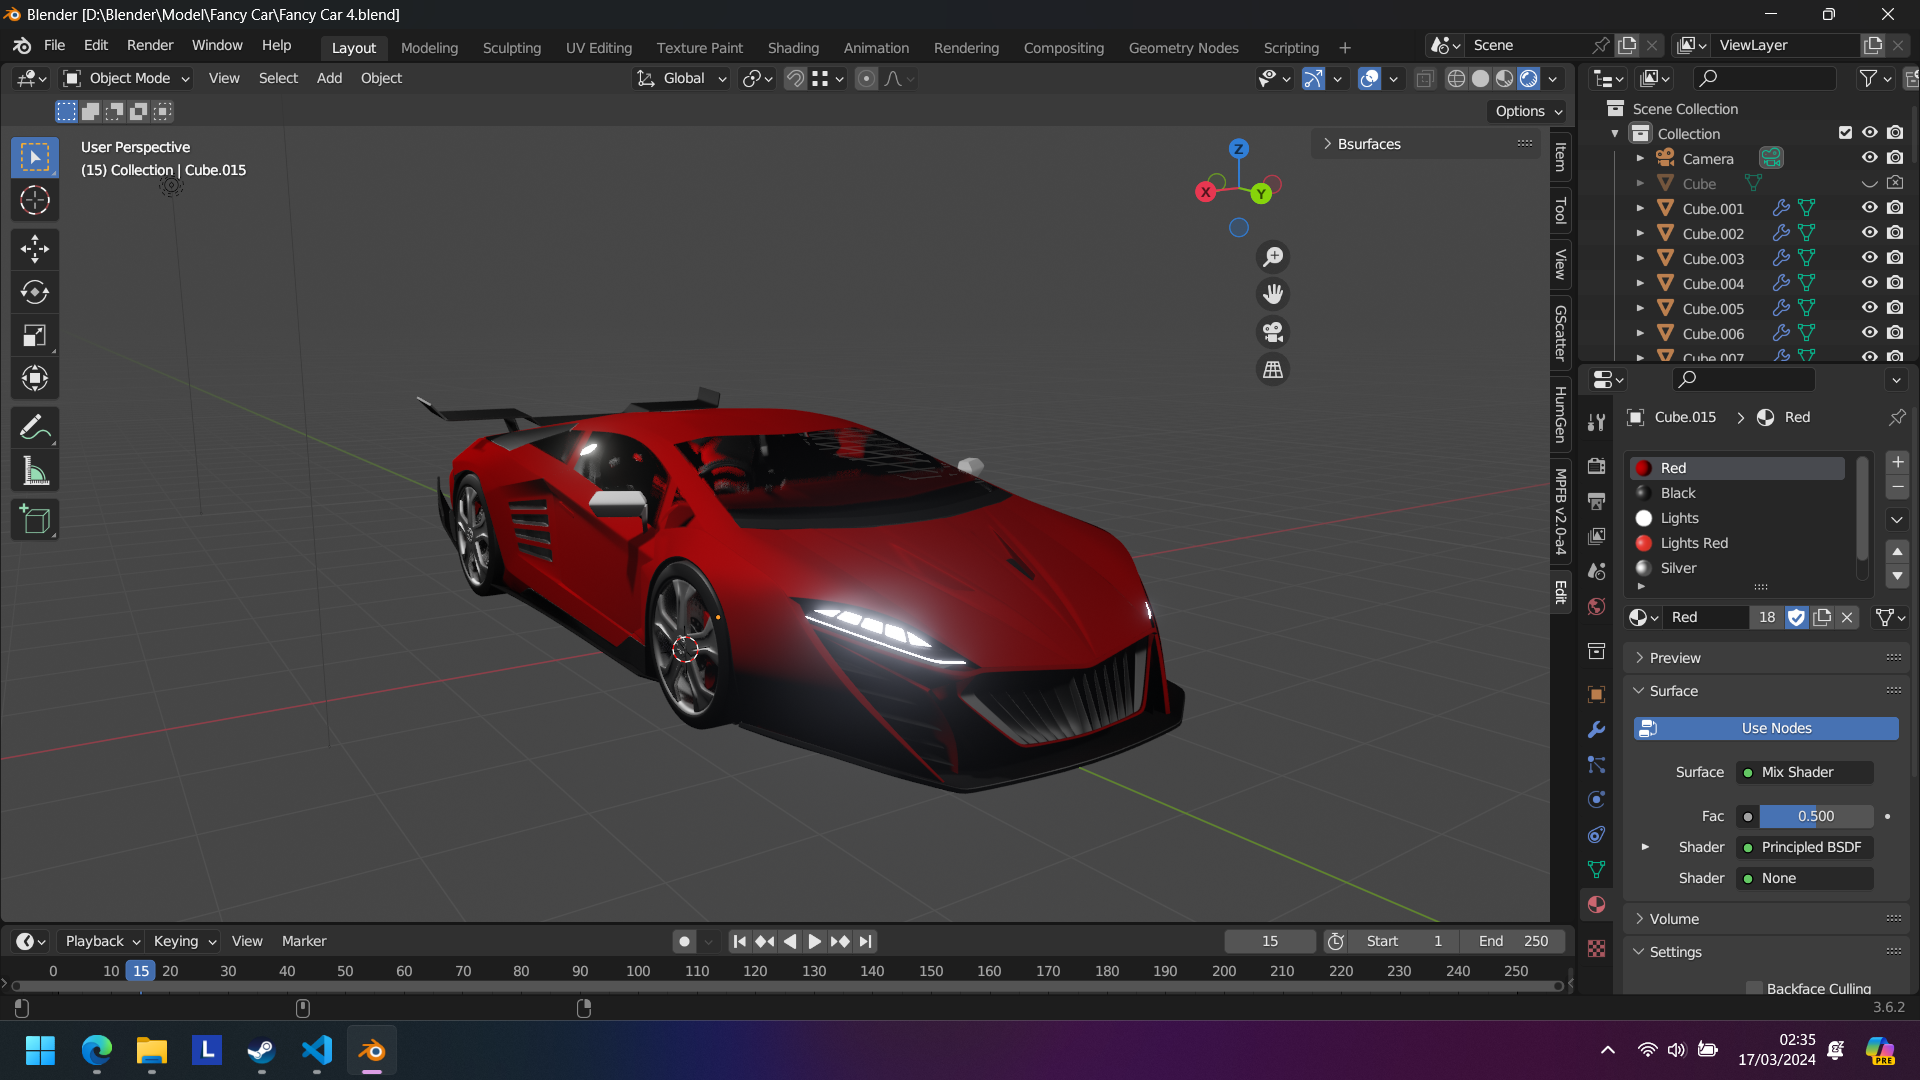 Blender [D:\Blender\Model\Fancy Car\Fancy Car 4.blend]
File Edit Render Window Help
Layout Modeling Sculpting UV Editing Texture Paint Shading Animation Rendering Compositing Geometry Nodes Scripting +
Scene
ViewLayer
Object Mode View Select Add Object
Global
Options
User Perspective
(15) Collection | Cube.015
Z
X
Y
Bsurfaces
Item
Tool
View
GScatter
HumGen
MPFB v2.0-a4
Edit
Scene Collection
Collection
Camera
Cube
Cube.001
Cube.002
Cube.003
Cube.004
Cube.005
Cube.006
Cube.007
Cube.015 > Red
Red
Black
Lights
Lights Red
Silver
Red 18
Preview
Surface
Use Nodes
Surface Mix Shader
Fac 0.500
Shader Principled BSDF
Shader None
Volume
Settings
Backface Culling
Playback Keying View Marker
15 Start 1 End 250
0 10 15 20 30 40 50 60 70 80 90 100 110 120 130 140 150 160 170 180 190 200 210 220 230 240 250
3.6.2
L
02:35
17/03/2024
PRE